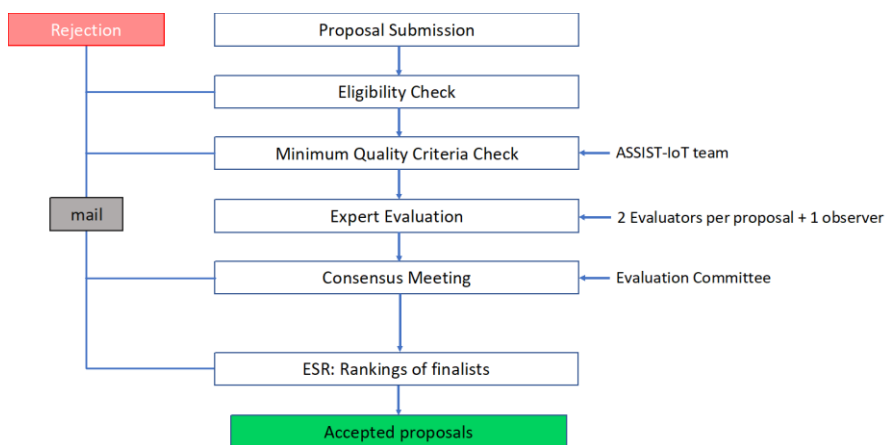 Rejection
Proposal Submission
Eligibility Check
Minimum Quality Criteria Check
ASSIST-IoT team
mail
Expert Evaluation
2 Evaluators per proposal + 1 observer
Consensus Meeting
Evaluation Committee
ESR: Rankings of finalists
Accepted proposals